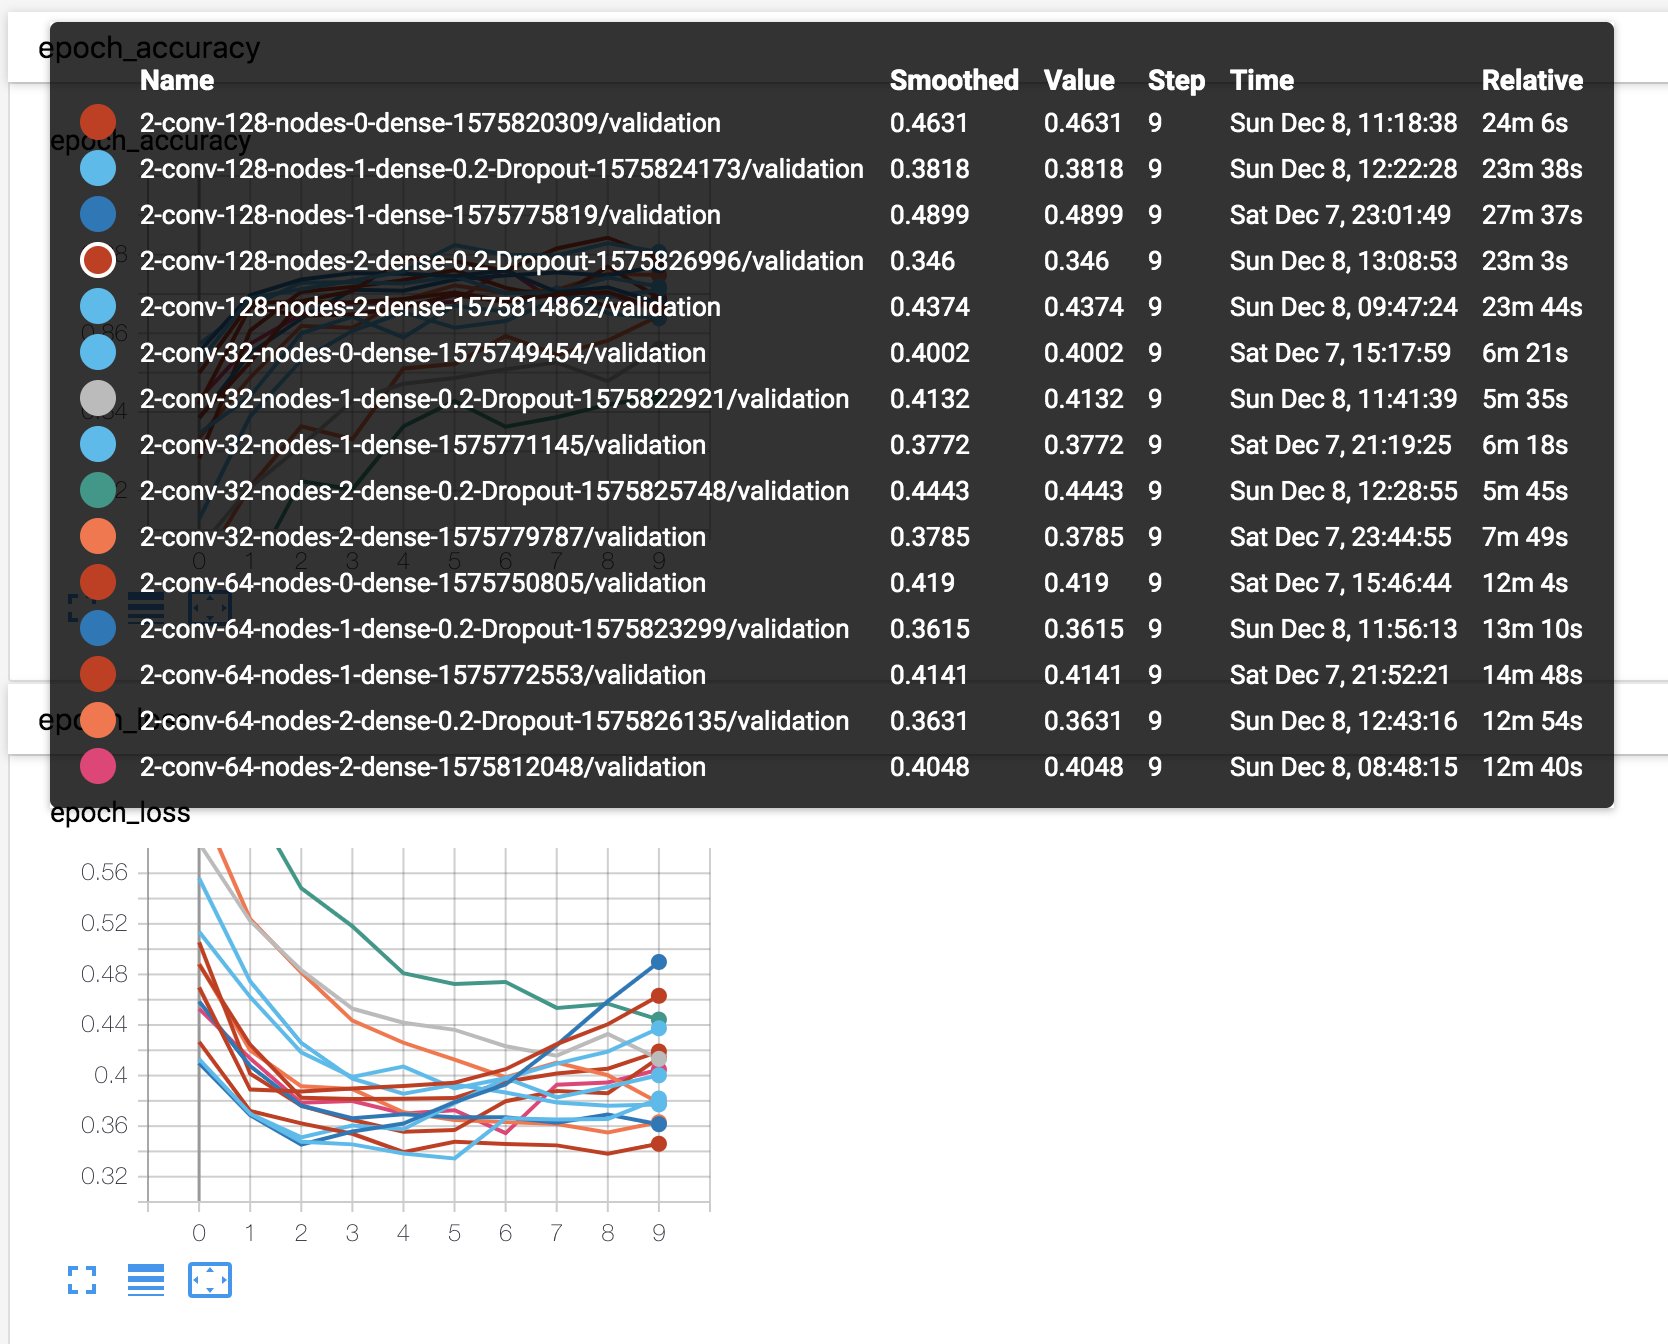 epoch_accuracy
Name Smoothed Value Step Time Relative
2-conv-128-nodes-0-dense-1575820309/validation 0.4631 0.4631 9 Sun Dec 8, 11:18:38 24m 6s
epoch_accuracy
2-conv-128-nodes-1-dense-0.2-Dropout-1575824173/validation 0.3818 0.3818 9 Sun Dec 8, 12:22:28 23m 38s
2-conv-128-nodes-1-dense-1575775819/validation 0.4899 0.4899 9 Sat Dec 7, 23:01:49 27m 37s
2-conv-128-nodes-2-dense-0.2-Dropout-1575826996/validation 0.346 0.346 9 Sun Dec 8, 13:08:53 23m 3s
2-conv-128-nodes-2-dense-1575814862/validation 0.4374 0.4374 9 Sun Dec 8, 09:47:24 23m 44s
0.86
2-conv-32-nodes-0-dense-1575749454/validation 0.4002 0.4002 9 Sat Dec 7, 15:17:59 6m 21s
2-conv-32-nodes-1-dense-0.2-Dropout-1575822921/validation 0.4132 0.4132 9 Sun Dec 8, 11:41:39 5m 35s
2-conv-32-nodes-1-dense-1575771145/validation 0.3772 0.3772 9 Sat Dec 7, 21:19:25 6m 18s
2-conv-32-nodes-2-dense-0.2-Dropout-1575825748/validation 0.4443 0.4443 9 Sun Dec 8, 12:28:55 5m 45s
2-conv-32-nodes-2-dense-1575779787/validation 0.3785 0.3785 9 Sat Dec 7, 23:44:55 7m 49s
0 1 2 3 4 5 6 7 8 9
2-conv-64-nodes-0-dense-1575750805/validation 0.419 0.419 9 Sat Dec 7, 15:46:44 12m 4s
2-conv-64-nodes-1-dense-0.2-Dropout-1575823299/validation 0.3615 0.3615 9 Sun Dec 8, 11:56:13 13m 10s
2-conv-64-nodes-1-dense-1575772553/validation 0.4141 0.4141 9 Sat Dec 7, 21:52:21 14m 48s
2-conv-64-nodes-2-dense-0.2-Dropout-1575826135/validation 0.3631 0.3631 9 Sun Dec 8, 12:43:16 12m 54s
2-conv-64-nodes-2-dense-1575812048/validation 0.4048 0.4048 9 Sun Dec 8, 08:48:15 12m 40s
epoch_loss
0.56
0.52
0.48
0.44
0.4
0.36
0.32
0 1 2 3 4 5 6 7 8 9